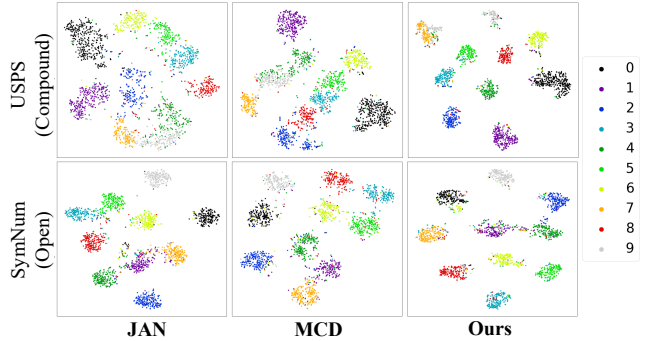 USPS
(Compound)
SymNum
(Open)
JAN
MCD
Ours
0
1
2
3
4
5
6
7
8
9